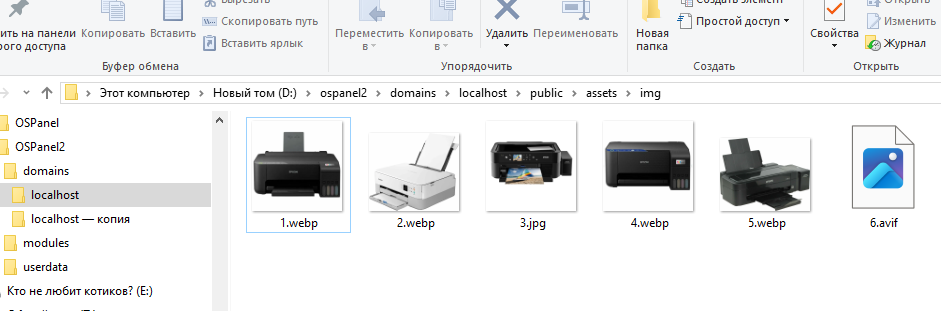 Вырезать
ить на панели
рого доступа
Копировать
Вставить
Скопировать путь
Вставить ярлык
Буфер обмена
Переместить
в
Копировать
в
Удалить
Переименовать
Упорядочить
Новая
папка
Создать элемент
Простой доступ
Создать
Свойства
Открыть
Изменить
Журнал
Открыть
Этот компьютер > Новый том (D:) > ospanel2 > domains > localhost > public > assets > img
OSPanel
OSPanel2
domains
localhost
localhost — копия
modules
userdata
Кто не любит котиков? (E:)
1.webp
2.webp
3.jpg
4.webp
5.webp
6.avif